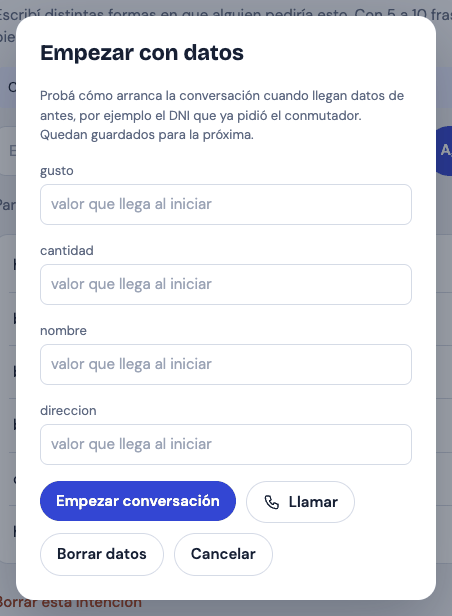 Escribí distintas formas en que alguien pediría esto. Con 5 a 10 fras
bie
Empezar con datos
Probá cómo arranca la conversación cuando llegan datos de
antes, por ejemplo el DNI que ya pidió el conmutador.
Quedan guardados para la próxima.
gusto
valor que llega al iniciar
cantidad
valor que llega al iniciar
nombre
valor que llega al iniciar
direccion
valor que llega al iniciar
Empezar conversación
Llamar
Borrar datos
Cancelar
Borrar esta intención